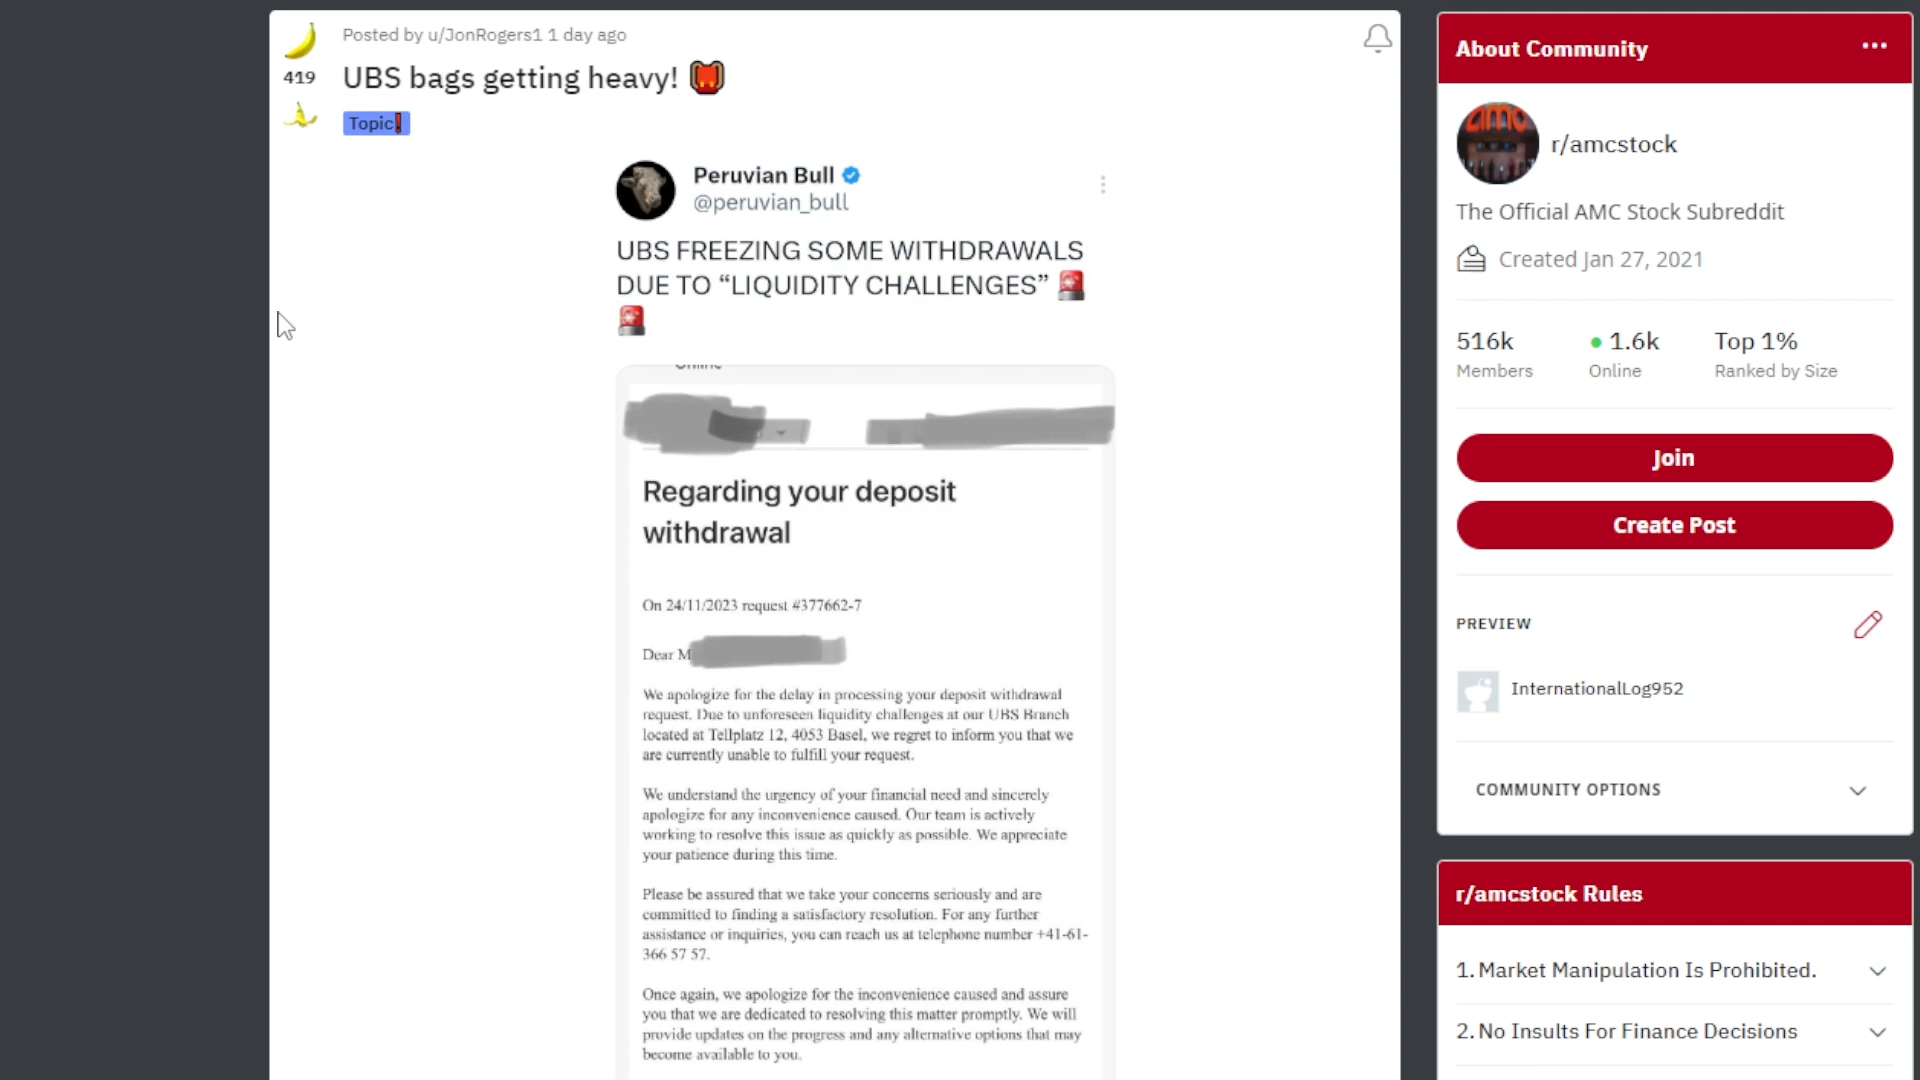 Posted by u/JonRogers1 1 day ago
419
UBS bags getting heavy!
Topic
Peruvian Bull
@peruvian_bull
UBS FREEZING SOME WITHDRAWALS
DUE TO “LIQUIDITY CHALLENGES”
Regarding your deposit
withdrawal
On 24/11/2023 request #377662-7
Dear M
We apologize for the delay in processing your deposit withdrawal
request. Due to unforeseen liquidity challenges at our UBS Branch
located at Tellplatz 12, 4053 Basel, we regret to inform you that we
are currently unable to fulfill your request.
We understand the urgency of your financial need and sincerely
apologize for any inconvenience caused. Our team is actively
working to resolve this issue as quickly as possible. We appreciate
your patience during this time.
Please be assured that we take your concerns seriously and are
committed to finding a satisfactory resolution. For any further
assistance or inquiries, you can reach us at telephone number +41-61-
366 57 57.
Once again, we apologize for the inconvenience caused and assure
you that we are dedicated to resolving this matter promptly. We will
provide updates on the progress and any alternative options that may
become available to you.
About Community
amc
r/amcstock
The Official AMC Stock Subreddit
Created Jan 27, 2021
516k
Members
1.6k
Online
Top 1%
Ranked by Size
Join
Create Post
PREVIEW
InternationalLog952
COMMUNITY OPTIONS
r/amcstock Rules
1. Market Manipulation Is Prohibited.
2. No Insults For Finance Decisions